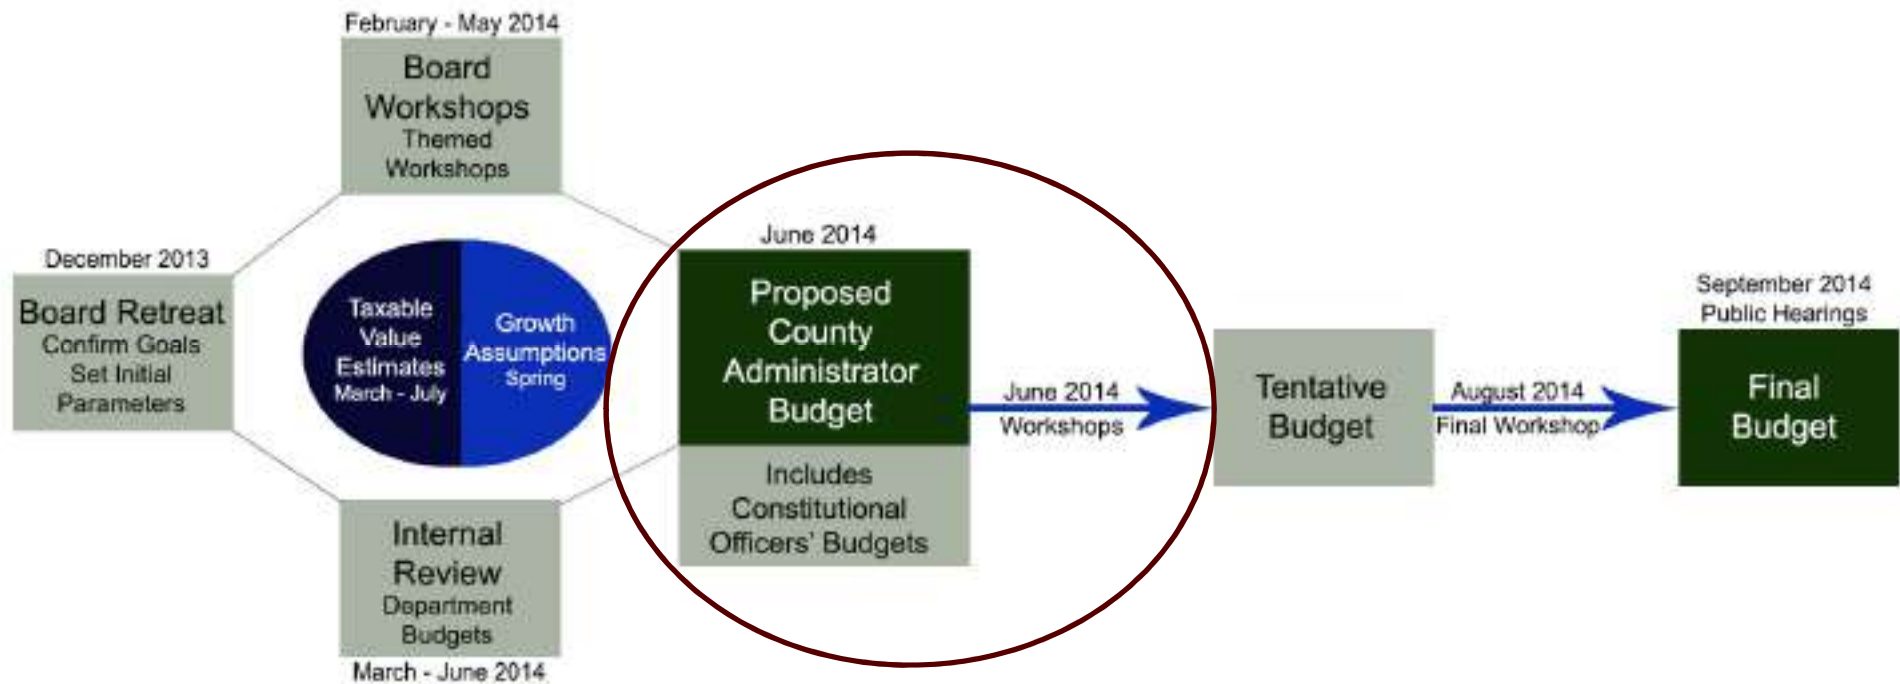 February - May 2014
Board
Workshops
Themed
Workshops
December 2013
Board Retreat
Confirm Goals
Set Initial
Parameters
Taxable
Value
Estimates
March - July
Growth
Assumptions
Spring
Internal
Review
Department
Budgets
March - June 2014
June 2014
Proposed
County
Administrator
Budget
Includes
Constitutional
Officers' Budgets
June 2014
Workshops
Tentative
Budget
August 2014
Final Workshop
September 2014
Public Hearings
Final
Budget